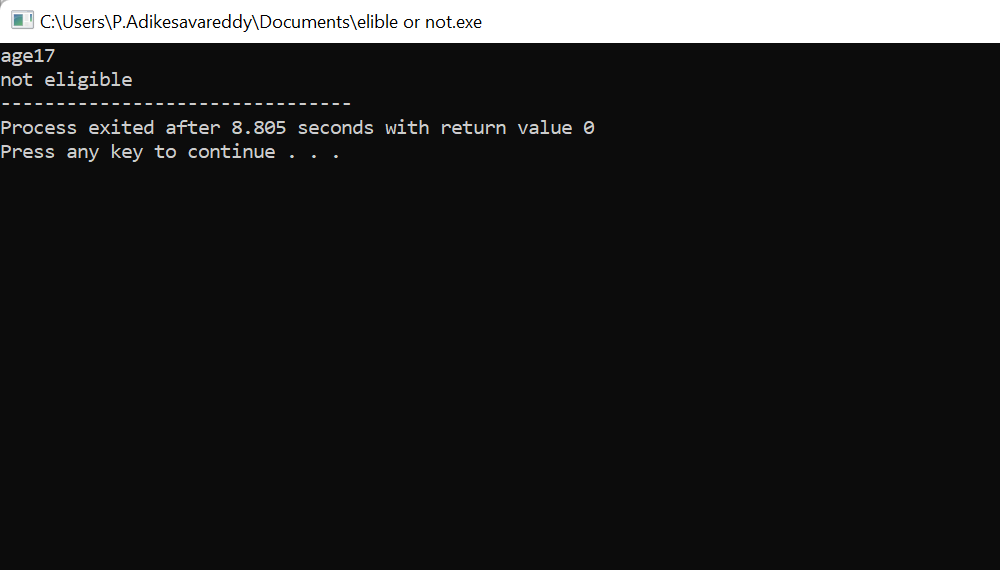 C:\Users\P.Adikesavareddy\Documents\elible or not.exe
age17
not eligible
--------------------------------
Process exited after 8.805 seconds with return value 0
Press any key to continue . . .